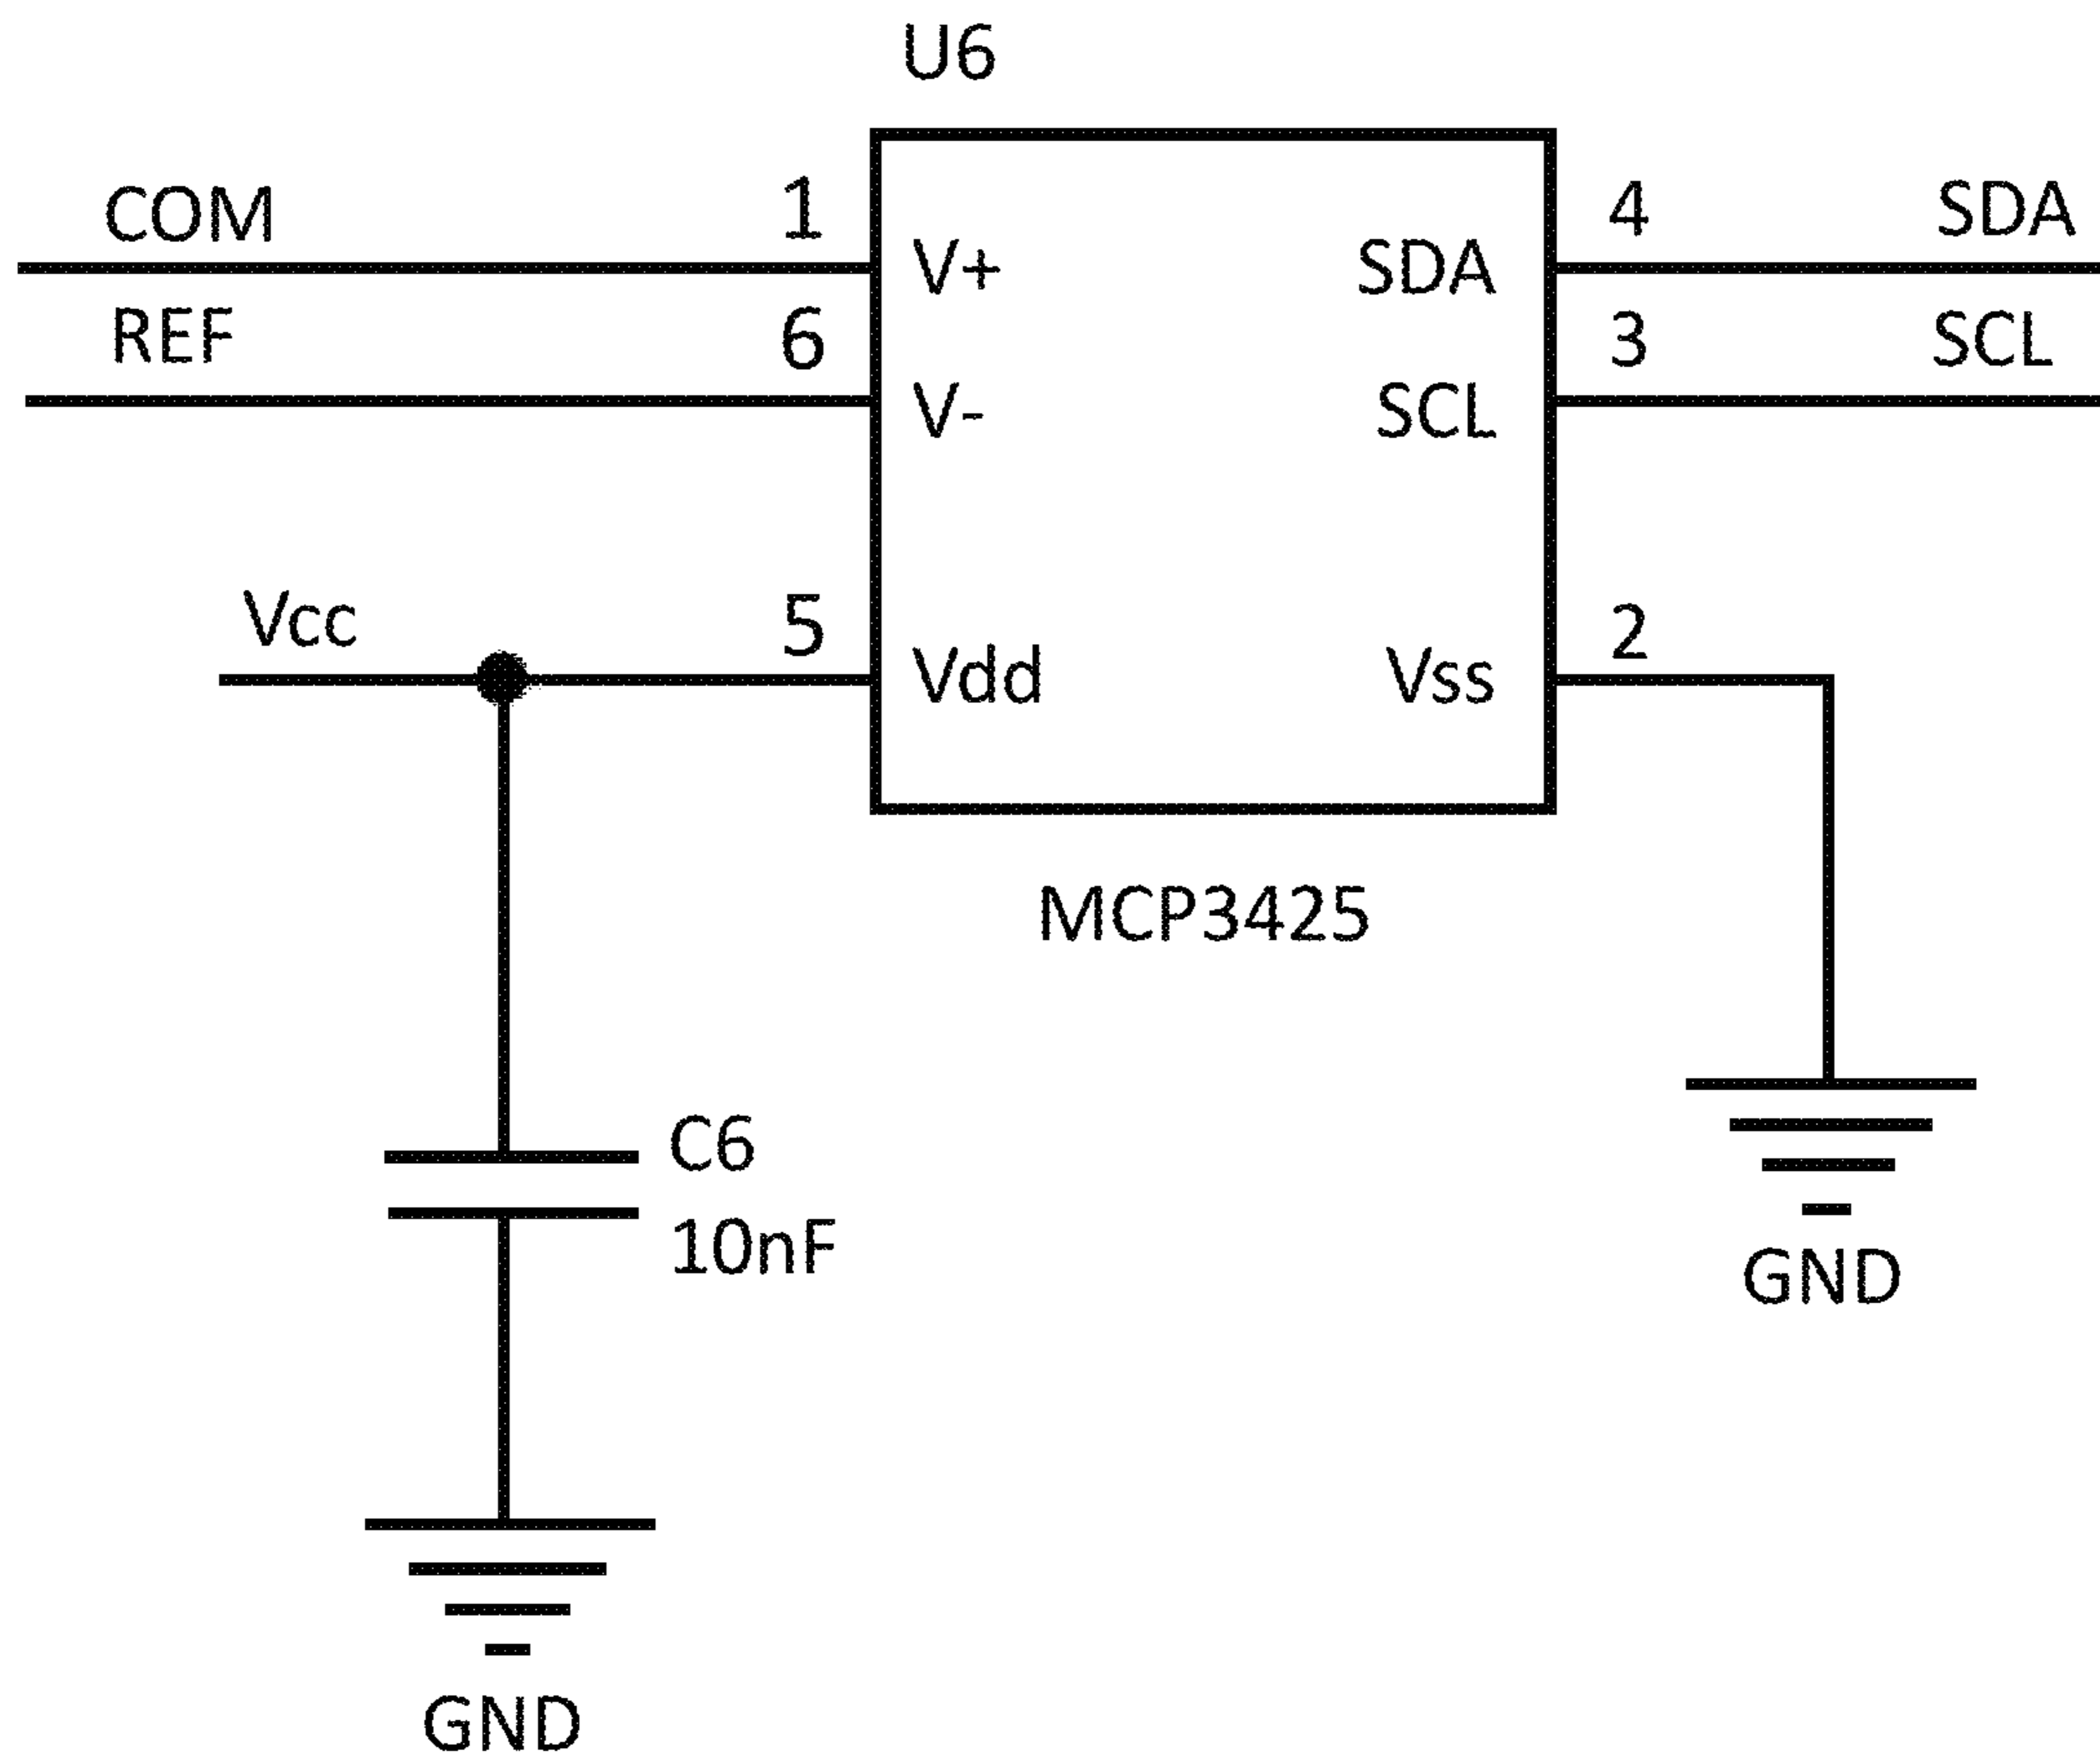 U6
COM 1 4 SDA
V+ SDA
REF 6 3 SCL
V- SCL
Vcc 5 2
Vdd Vss
MCP3425
C6
10nF
GND
GND